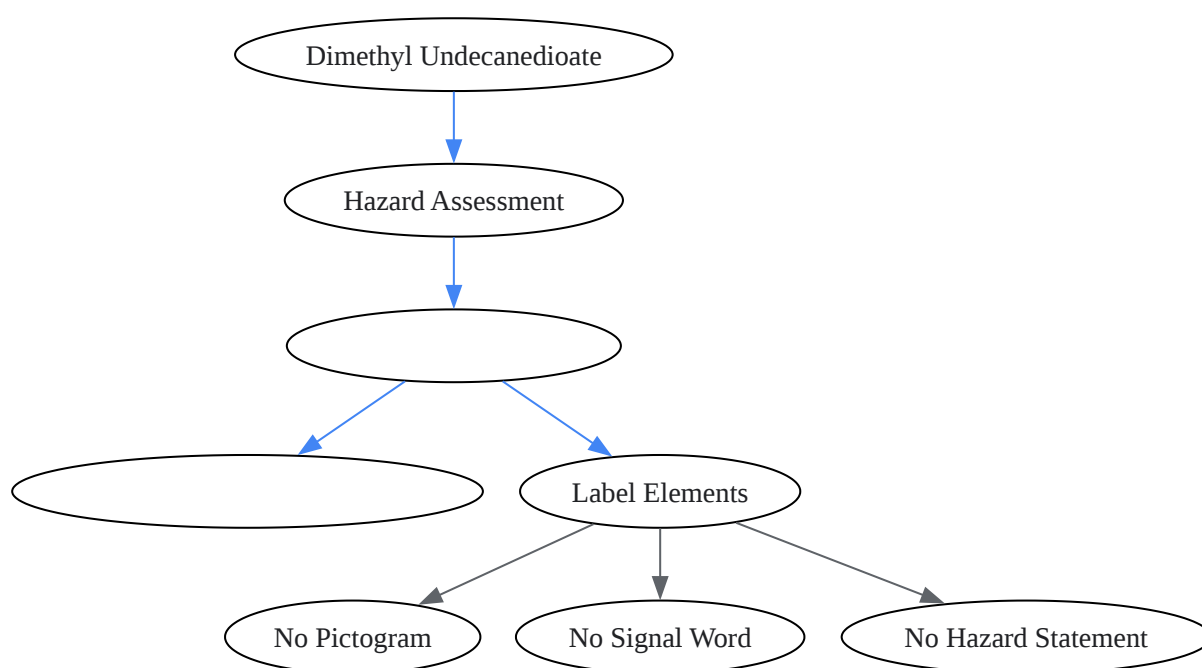 Dimethyl Undecanedioate
Hazard Assessment
Label Elements
No Pictogram
No Signal Word
No Hazard Statement